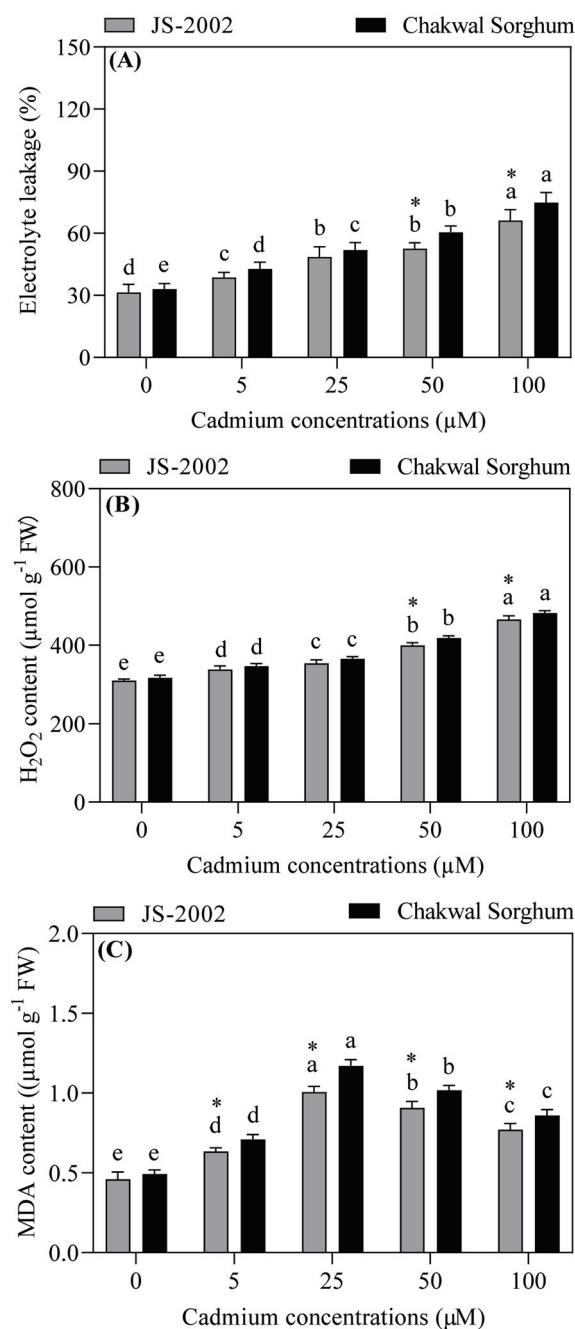 JS-2002 Chakwal Sorghum
(A)
Electrolyte leakage (%)
150
120
90
60
30
0
d e c d b c * b b * a a
0 5 25 50 100
Cadmium concentrations (µM)
JS-2002 Chakwal Sorghum
(B)
H₂O₂ content (µmol g⁻¹ FW)
800
600
400
200
0
e e d d c c * b b * a a
0 5 25 50 100
Cadmium concentrations (µM)
JS-2002 Chakwal Sorghum
(C)
MDA content ((µmol g⁻¹ FW)
2.0
1.5
1.0
0.5
0.0
e e * d d * a a * b b * c c
0 5 25 50 100
Cadmium concentrations (µM)